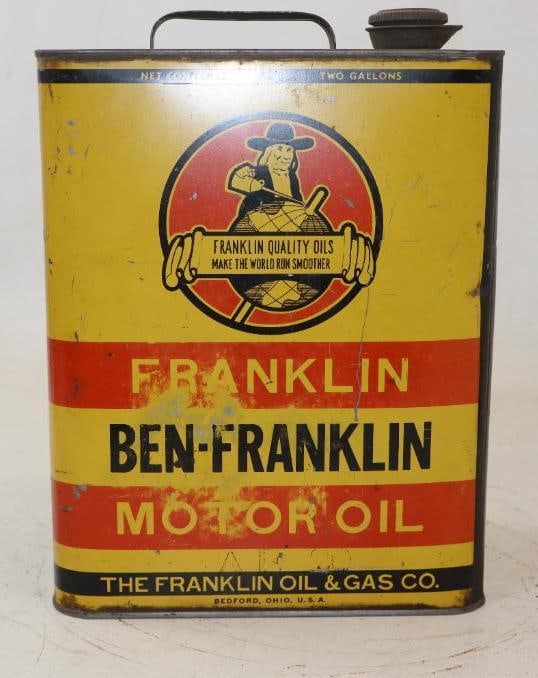 NET CONTENTS TWO GALLONS
FRANKLIN QUALITY OILS
MAKE THE WORLD RUN SMOOTHER
FRANKLIN
BEN-FRANKLIN
MOTOR OIL
THE FRANKLIN OIL & GAS CO.
BEDFORD, OHIO, U.S.A.